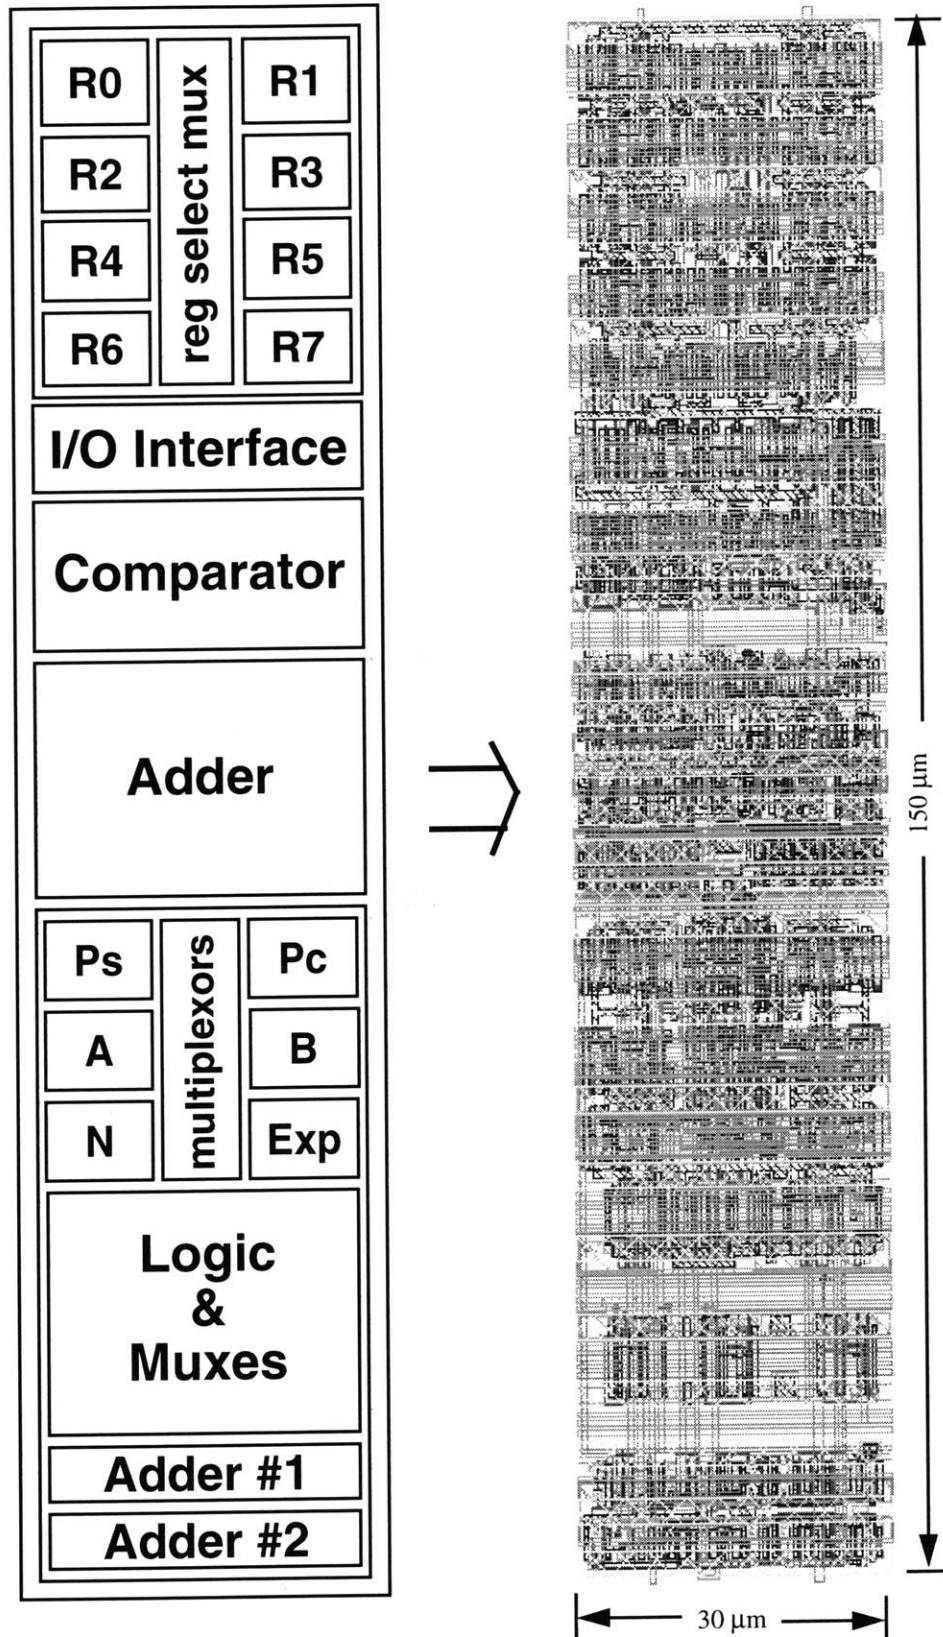 R0
reg select mux
R1
R2
R3
R4
R5
R6
R7
I/O Interface
Comparator
Adder
Ps
multiplexors
Pc
A
B
N
Exp
Logic
&
Muxes
Adder #1
Adder #2
150 µm
30 µm